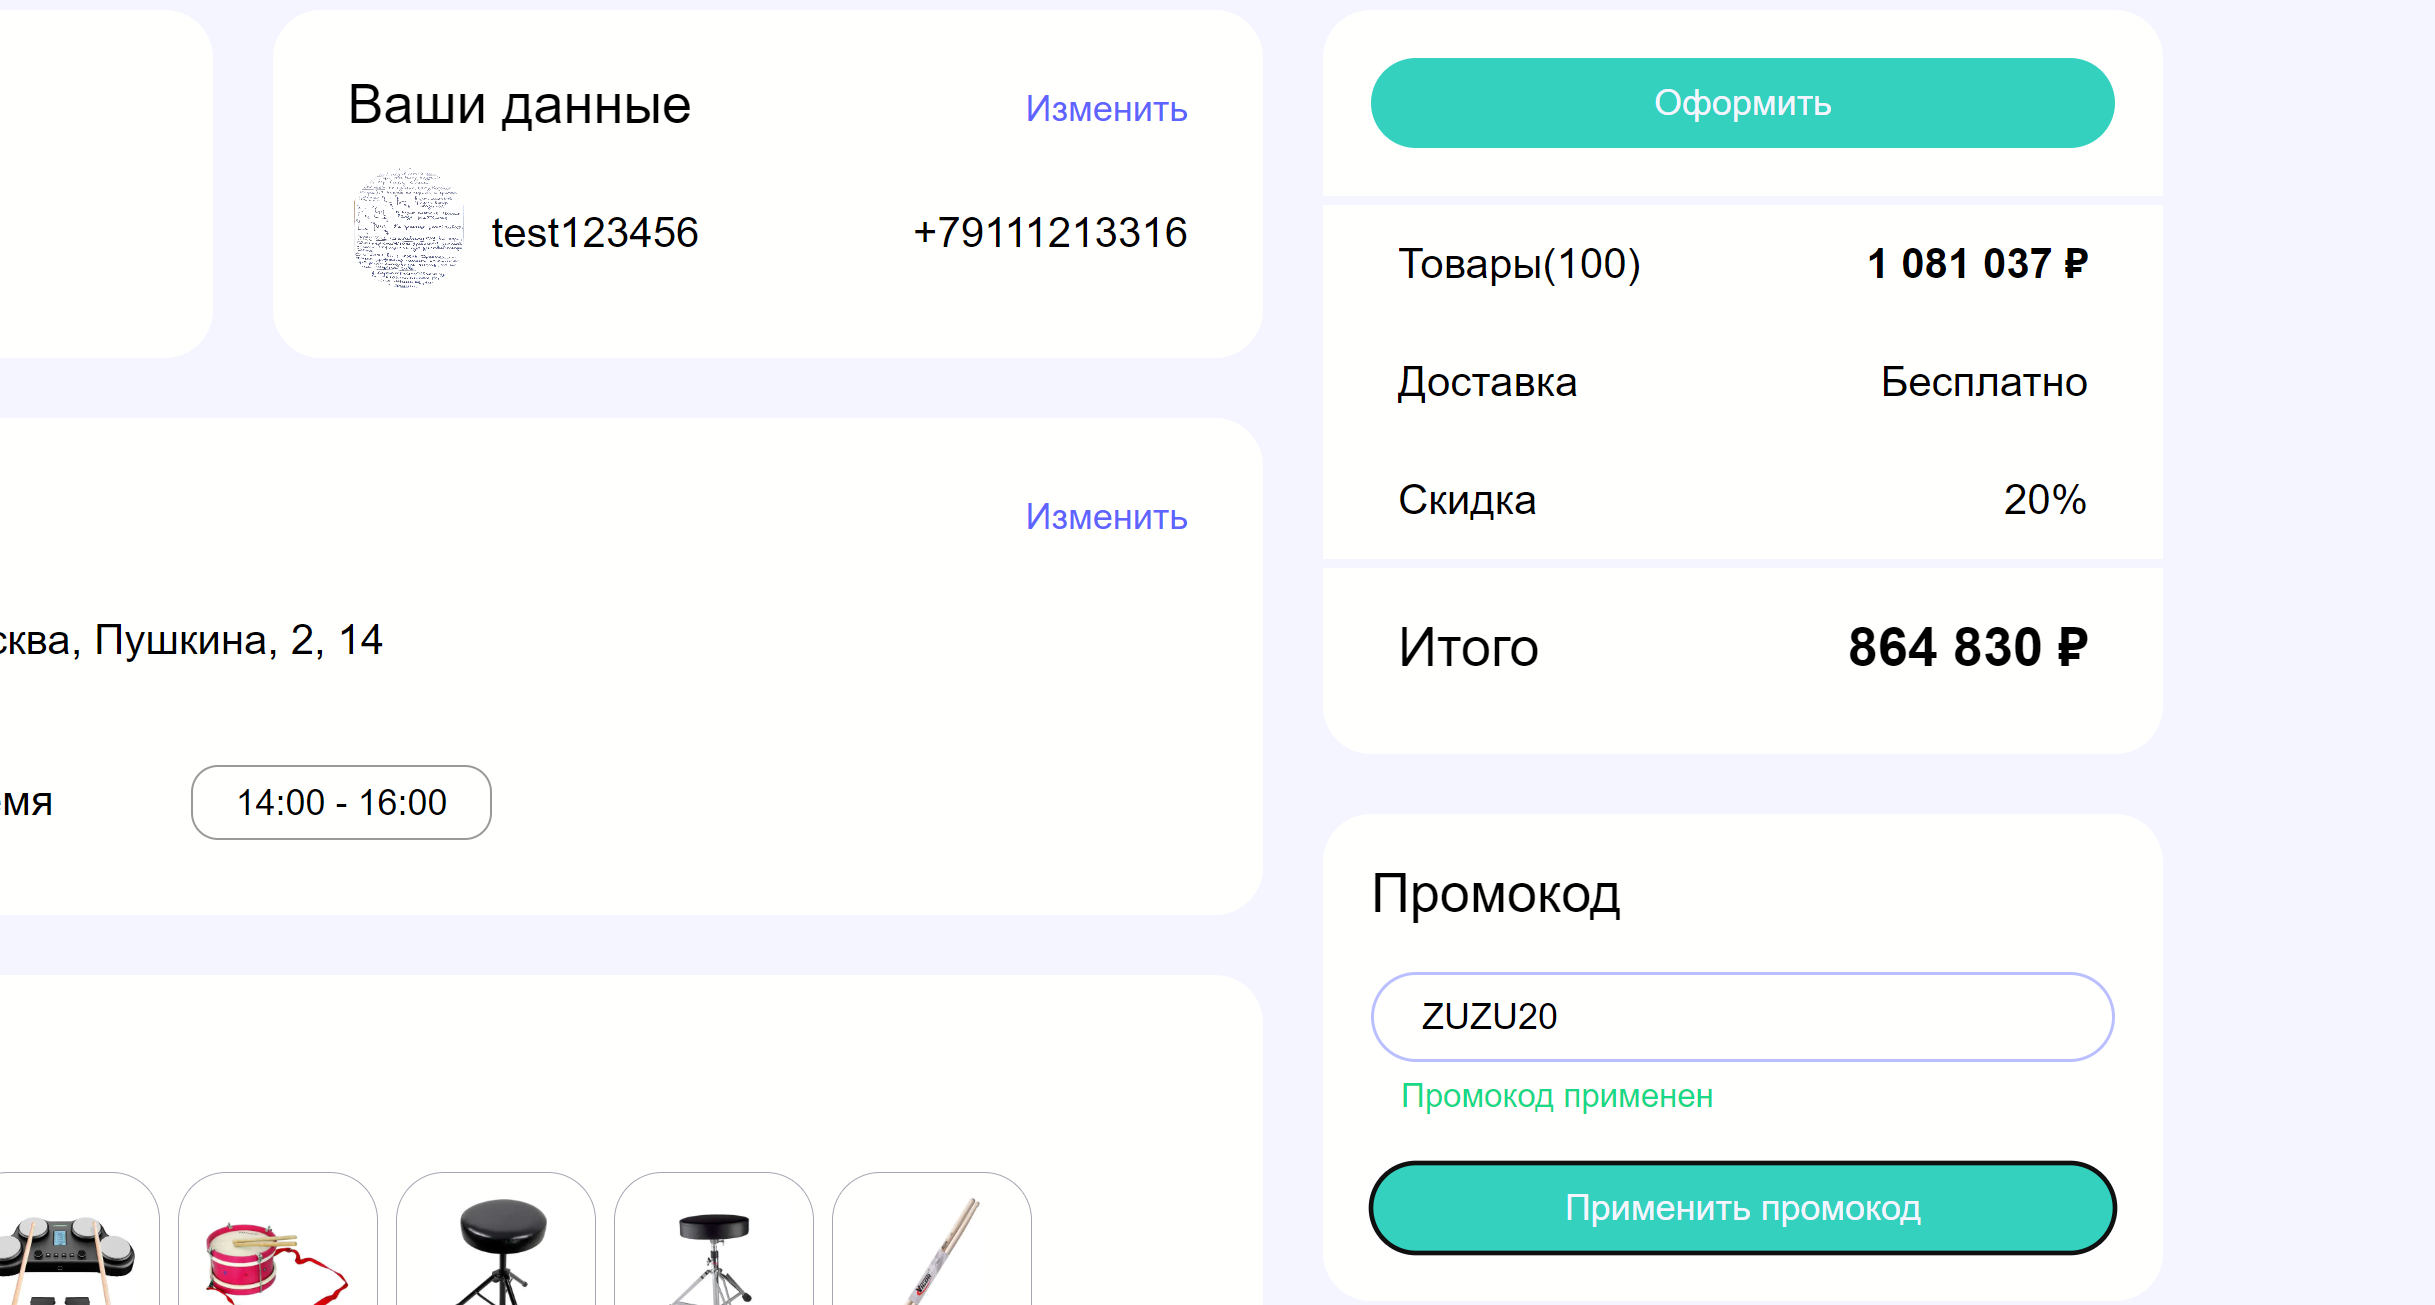 Ваши данные
Изменить
test123456
+79111213316
Изменить
сква, Пушкина, 2, 14
емя
14:00 - 16:00
Оформить
Товары(100)
1 081 037 ₽
Доставка
Бесплатно
Скидка
20%
Итого
864 830 ₽
Промокод
ZUZU20
Промокод применен
Применить промокод